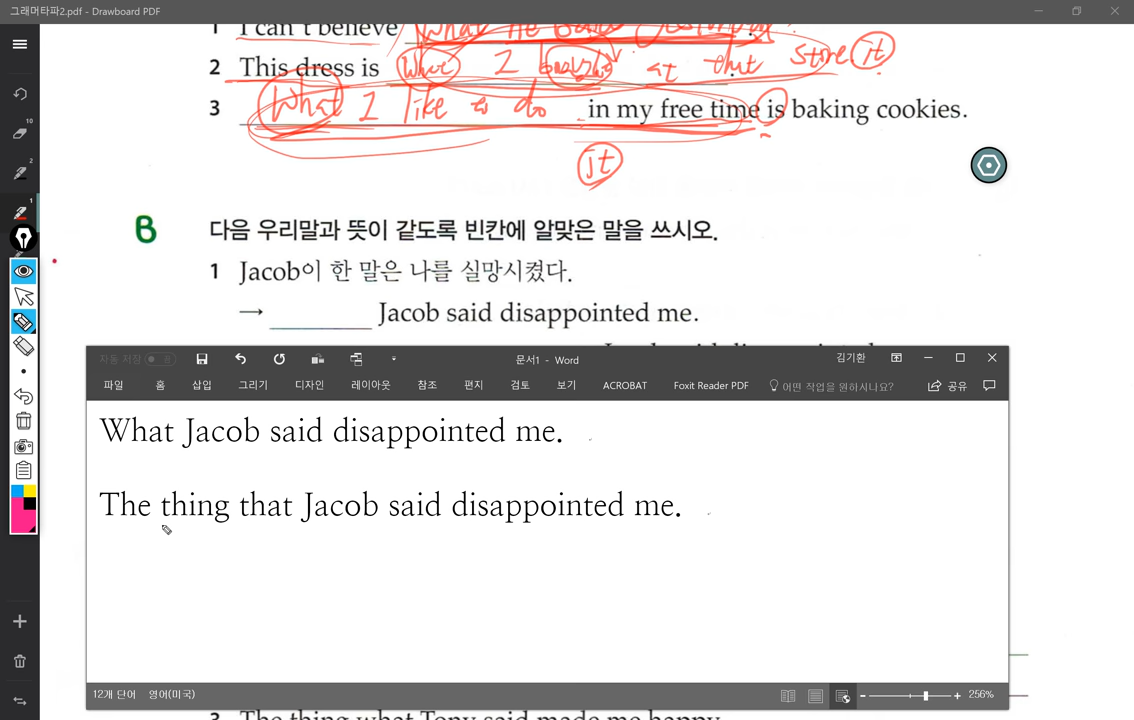 그래머타파2.pdf - Drawboard PDF
1 I can't believe What He
2 This dress is What I bought at that store it
3 What I like to do in my free time is baking cookies.
it
10
2
1
B 다음 우리말과 뜻이 같도록 빈칸에 알맞은 말을 쓰시오.
1 Jacob이 한 말은 나를 실망시켰다.
→ ________ Jacob said disappointed me.
자동 저장 끔 문서1 - Word 김기환
파일 홈 삽입 그리기 디자인 레이아웃 참조 편지 검토 보기 ACROBAT Foxit Reader PDF 어떤 작업을 원하시나요? 공유
What Jacob said disappointed me.
The thing that Jacob said disappointed me.
12개 단어 영어(미국) 256%
3 The thing what Tony said made me happy.